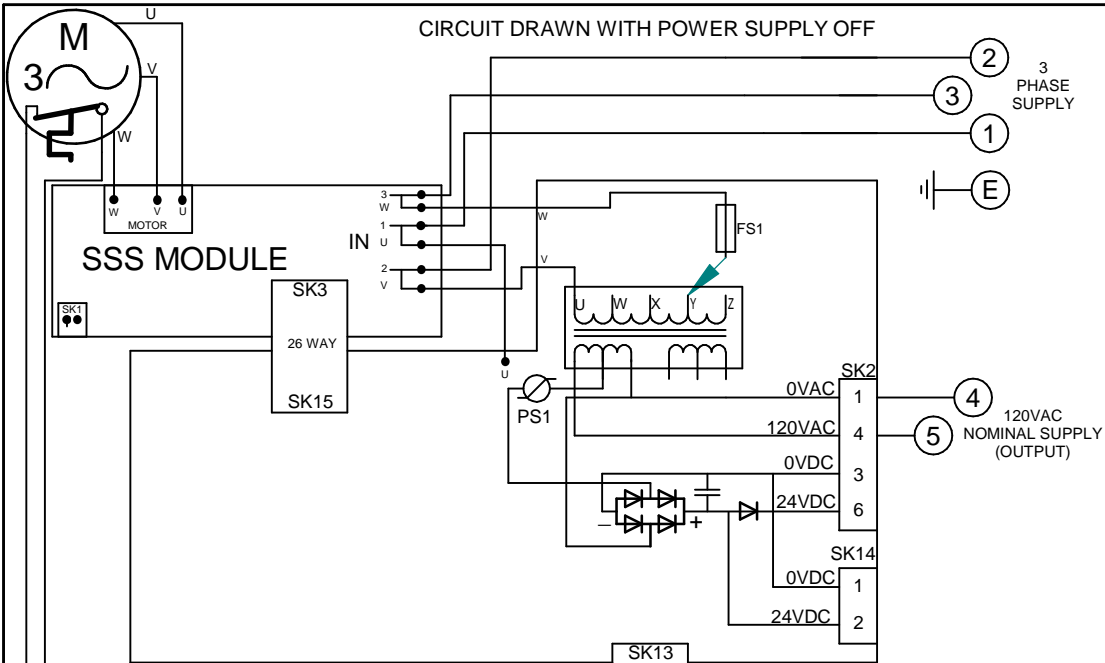 CIRCUIT DRAWN WITH POWER SUPPLY OFF
U
M
3
V
W
2
3
1
E
3
PHASE
SUPPLY
W V U
MOTOR
SSS MODULE
IN
3
W
1
U
2
V
W
V
U
FS1
SK1
SK3
26 WAY
SK15
U W X Y Z
PS1
SK2
0VAC 1
120VAC 4
0VDC 3
24VDC 6
4
5
120VAC
NOMINAL SUPPLY
(OUTPUT)
– +
SK14
0VDC 1
24VDC 2
SK13